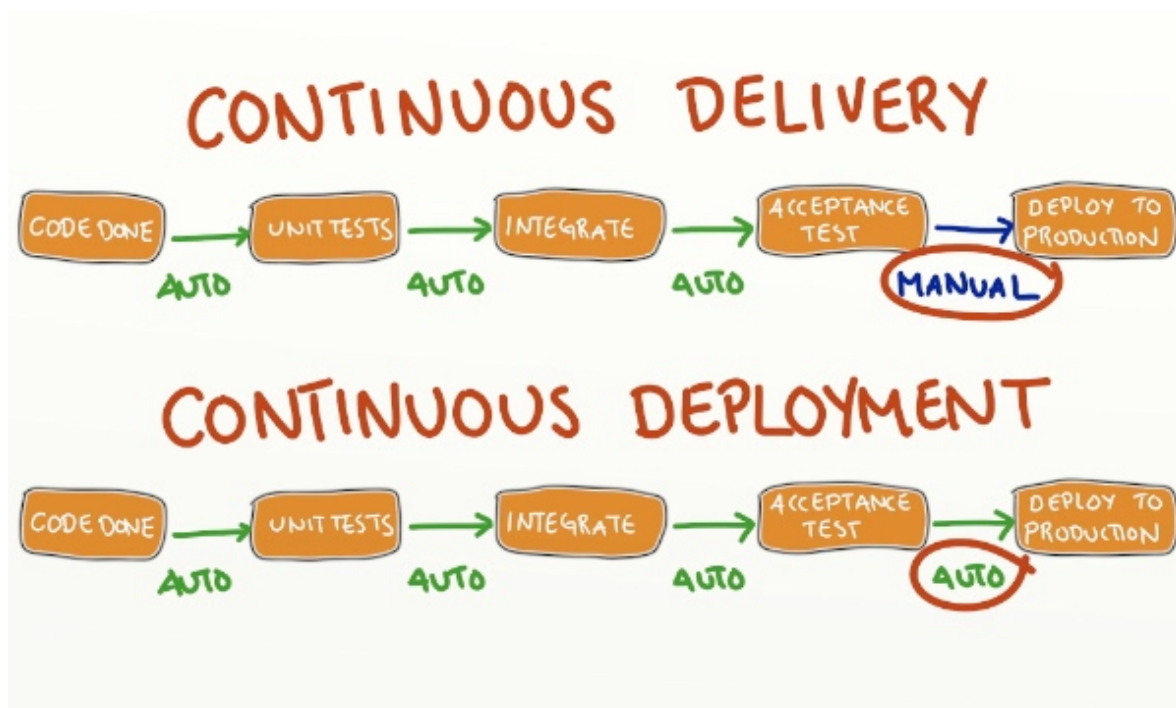 CONTINUOUS DELIVERY
CODE DONE
UNIT TESTS
INTEGRATE
ACCEPTANCE
TEST
DEPLOY TO
PRODUCTION
AUTO
AUTO
AUTO
MANUAL
CONTINUOUS DEPLOYMENT
CODE DONE
UNIT TESTS
INTEGRATE
ACCEPTANCE
TEST
DEPLOY TO
PRODUCTION
AUTO
AUTO
AUTO
AUTO